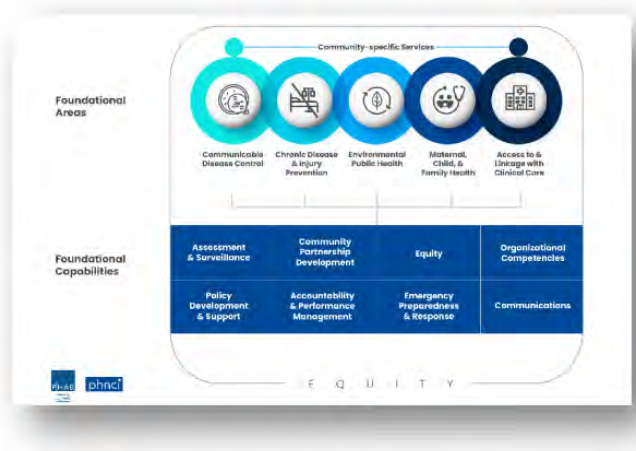 Community-specific Services
Foundational
Areas
Communicable
Disease Control
Chronic Disease
& Injury
Prevention
Environmental
Public Health
Maternal,
Child, &
Family Health
Access to &
Linkage with
Clinical Care
Foundational
Capabilities
Assessment
& Surveillance
Community
Partnership
Development
Equity
Organizational
Competencies
Policy
Development
& Support
Accountability
& Performance
Management
Emergency
Preparedness
& Response
Communications
PHAB
phnci
E Q U I T Y